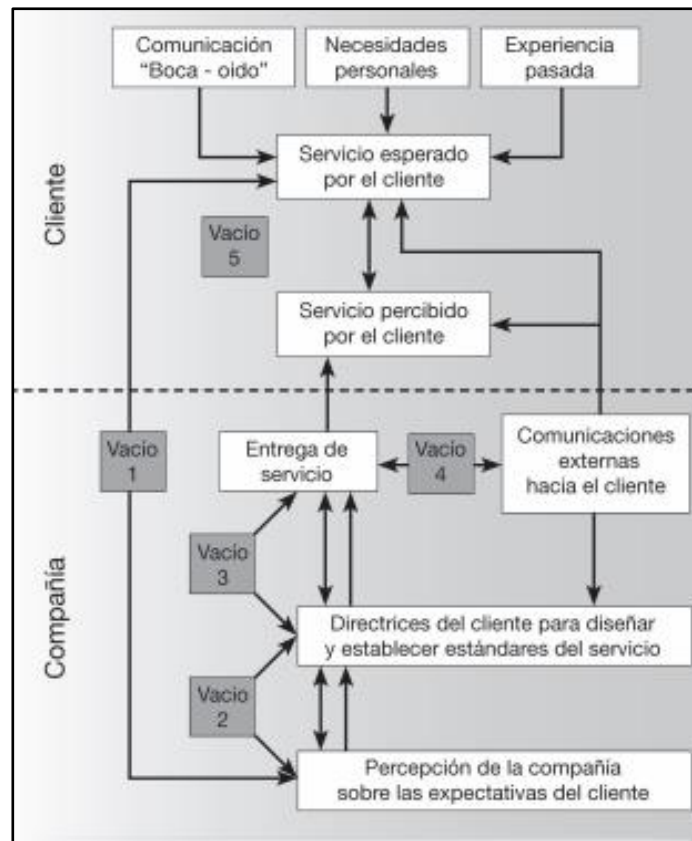 Comunicación
“Boca - oido”
Necesidades
personales
Experiencia
pasada
Servicio esperado
por el cliente
Cliente
Vacio
5
Servicio percibido
por el cliente
Vacio
1
Entrega de
servicio
Vacio
4
Comunicaciones
externas
hacia el cliente
Vacio
3
Compañía
Directrices del cliente para diseñar
y establecer estándares del servicio
Vacio
2
Percepción de la compañía
sobre las expectativas del cliente